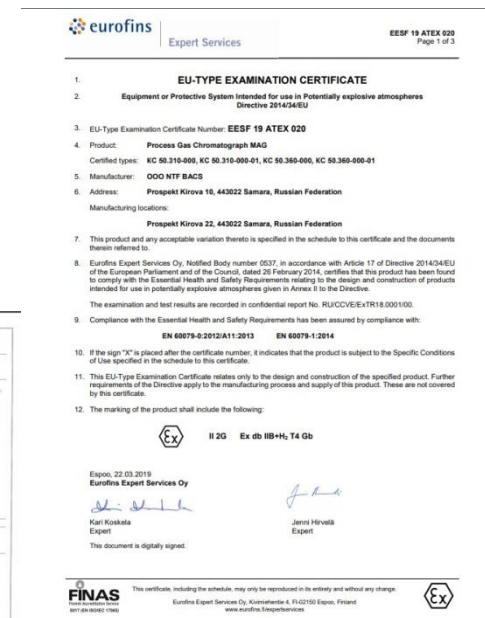 eurofins
Expert Services
EESF 19 ATEX 020
Page 1 of 3
1. EU-TYPE EXAMINATION CERTIFICATE
2. Equipment or Protective System Intended for use in Potentially explosive atmospheres
Directive 2014/34/EU
3. EU-Type Examination Certificate Number: EESF 19 ATEX 020
4. Product: Process Gas Chromatograph MAG
Certified types: KC 50.310-000, KC 50.310-000-01, KC 50.360-000, KC 50.360-000-01
5. Manufacturer: OOO NTF BACS
6. Address: Prospekt Kirova 10, 443022 Samara, Russian Federation
Manufacturing locations:
Prospekt Kirova 22, 443022 Samara, Russian Federation
7. This product and any acceptable variation thereto is specified in the schedule to this certificate and the documents
therein referred to.
8. Eurofins Expert Services Oy, Notified Body number 0537, in accordance with Article 17 of Directive 2014/34/EU
of the European Parliament and of the Council, dated 26 February 2014, certifies that this product has been found
to comply with the Essential Health and Safety Requirements relating to the design and construction of products
intended for use in potentially explosive atmospheres given in Annex II to the Directive.
The examination and test results are recorded in confidential report No. RU/CCVE/ExTR18.0001/00.
9. Compliance with the Essential Health and Safety Requirements has been assured by compliance with:
EN 60079-0:2012/A11:2013 EN 60079-1:2014
10. If the sign "X" is placed after the certificate number, it indicates that the product is subject to the Specific Conditions
of Use specified in the schedule to this certificate.
11. This EU-Type Examination Certificate relates only to the design and construction of the specified product. Further
requirements of the Directive apply to the manufacturing process and supply of this product. These are not covered
by this certificate.
12. The marking of the product shall include the following:
Ex II 2G Ex db IIB+H₂ T4 Gb
Espoo, 22.03.2019
Eurofins Expert Services Oy
Kari Koskela
Expert
Jenni Hirvelä
Expert
This document is digitally signed.
FINAS
Finnish Accreditation Service
S017 (EN ISO/IEC 17065)
This certificate, including the schedule, may only be reproduced in its entirety and without any change.
Eurofins Expert Services Oy, Kivimiehentie 4, FI-02150 Espoo, Finland
www.eurofins.fi/expertservices
Ex